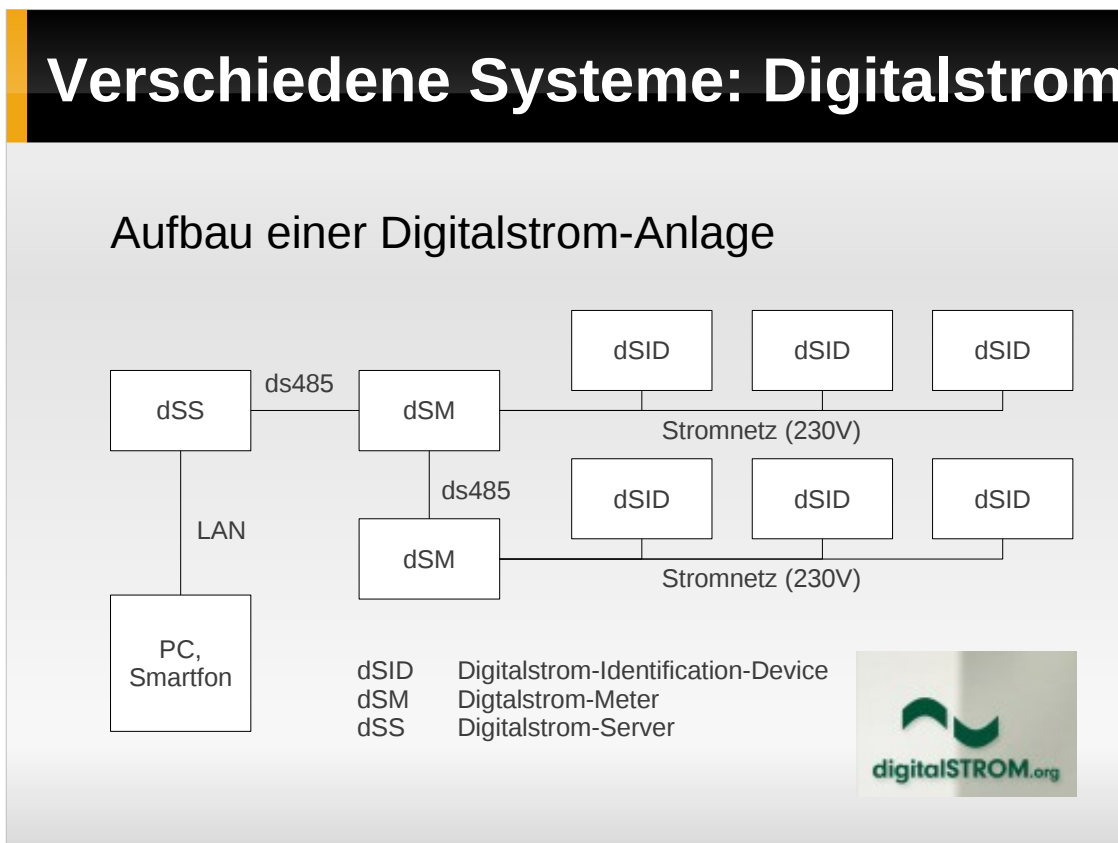 Verschiedene Systeme: Digitalstrom
Aufbau einer Digitalstrom-Anlage
dSID
dSID
dSID
dSS
ds485
dSM
Stromnetz (230V)
ds485
dSID
dSID
dSID
LAN
dSM
Stromnetz (230V)
PC,
Smartfon
dSID Digitalstrom-Identification-Device
dSM Digtalstrom-Meter
dSS Digitalstrom-Server
digitalSTROM.org